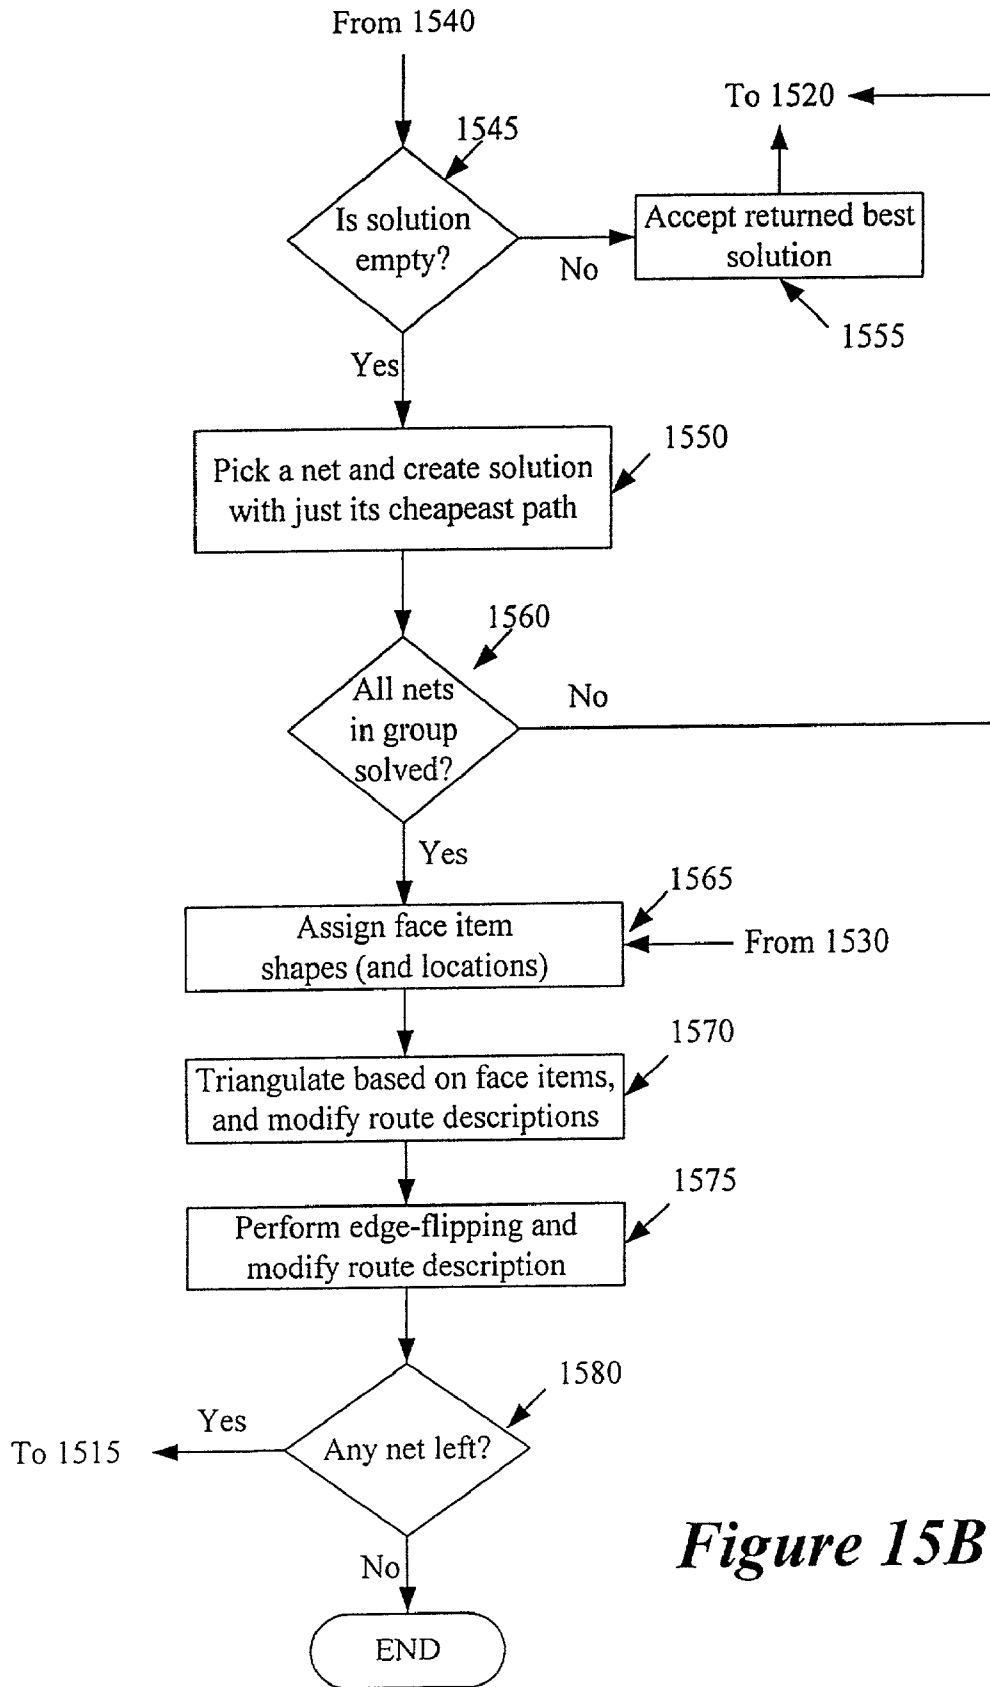 From 1540
To 1520
1545
Is solution
empty?
No
Accept returned best
solution
1555
Yes
1550
Pick a net and create solution
with just its cheapeast path
1560
All nets
in group
solved?
No
Yes
1565
Assign face item
shapes (and locations)
From 1530
1570
Triangulate based on face items,
and modify route descriptions
1575
Perform edge-flipping and
modify route description
1580
Yes
To 1515
Any net left?
No
END
Figure 15B